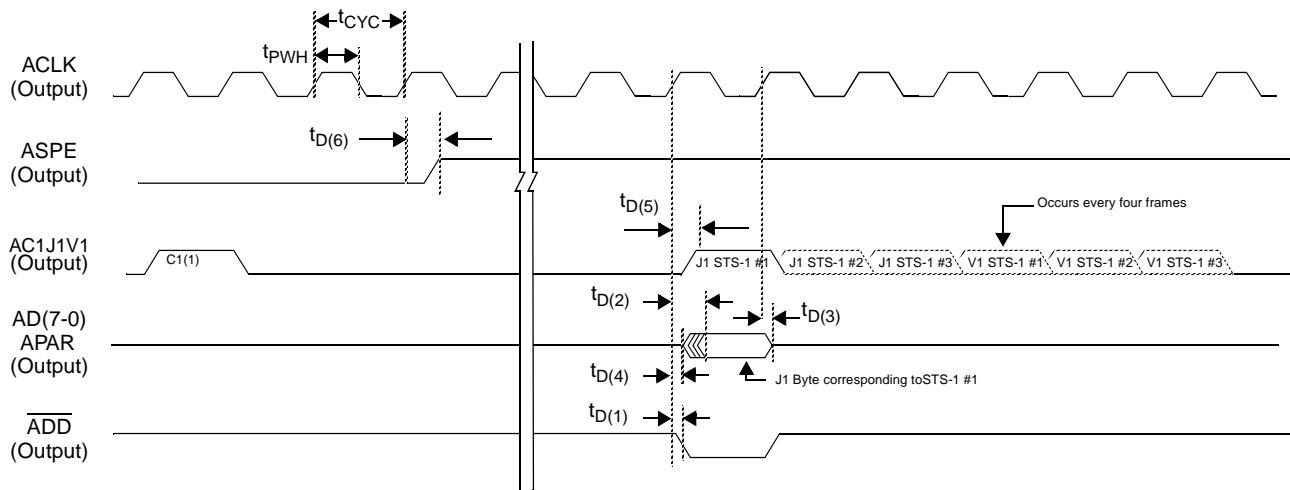 tCYC
tPWH
ACLK
(Output)
tD(6)
ASPE
(Output)
tD(5)
Occurs every four frames
AC1J1V1
(Output)
C1(1)
J1 STS-1 #1
J1 STS-1 #2
J1 STS-1 #3
V1 STS-1 #1
V1 STS-1 #2
V1 STS-1 #3
tD(2)
tD(3)
AD(7-0)
APAR
(Output)
tD(4)
J1 Byte corresponding toSTS-1 #1
tD(1)
ADD
(Output)